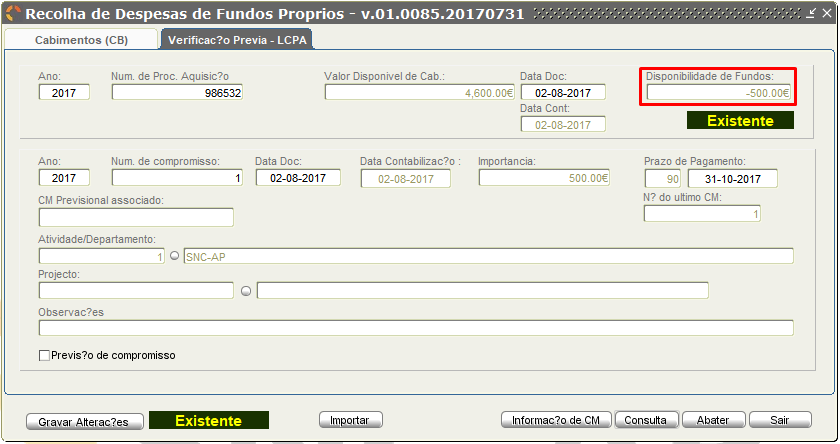 Recolha de Despesas de Fundos Proprios - v.01.0085.20170731
Cabimentos (CB) Verificac?o Previa - LCPA
Ano: Num. de Proc. Aquisic?o Valor Disponivel de Cab.: Data Doc: Disponibilidade de Fundos:
2017 986532 4,600.00€ 02-08-2017 -500.00€
Data Cont:
02-08-2017 Existente
Ano: Num. de compromisso: Data Doc: Data Contabilizac?o : Importancia: Prazo de Pagamento:
2017 1 02-08-2017 02-08-2017 500.00€ 90 31-10-2017
CM Previsional associado: N? do ultimo CM:
1
Atividade/Departamento:
1 SNC-AP
Projecto:
Observac?es
Previs?o de compromisso
Gravar Alterac?es Existente Importar Informac?o de CM Consulta Abater Sair